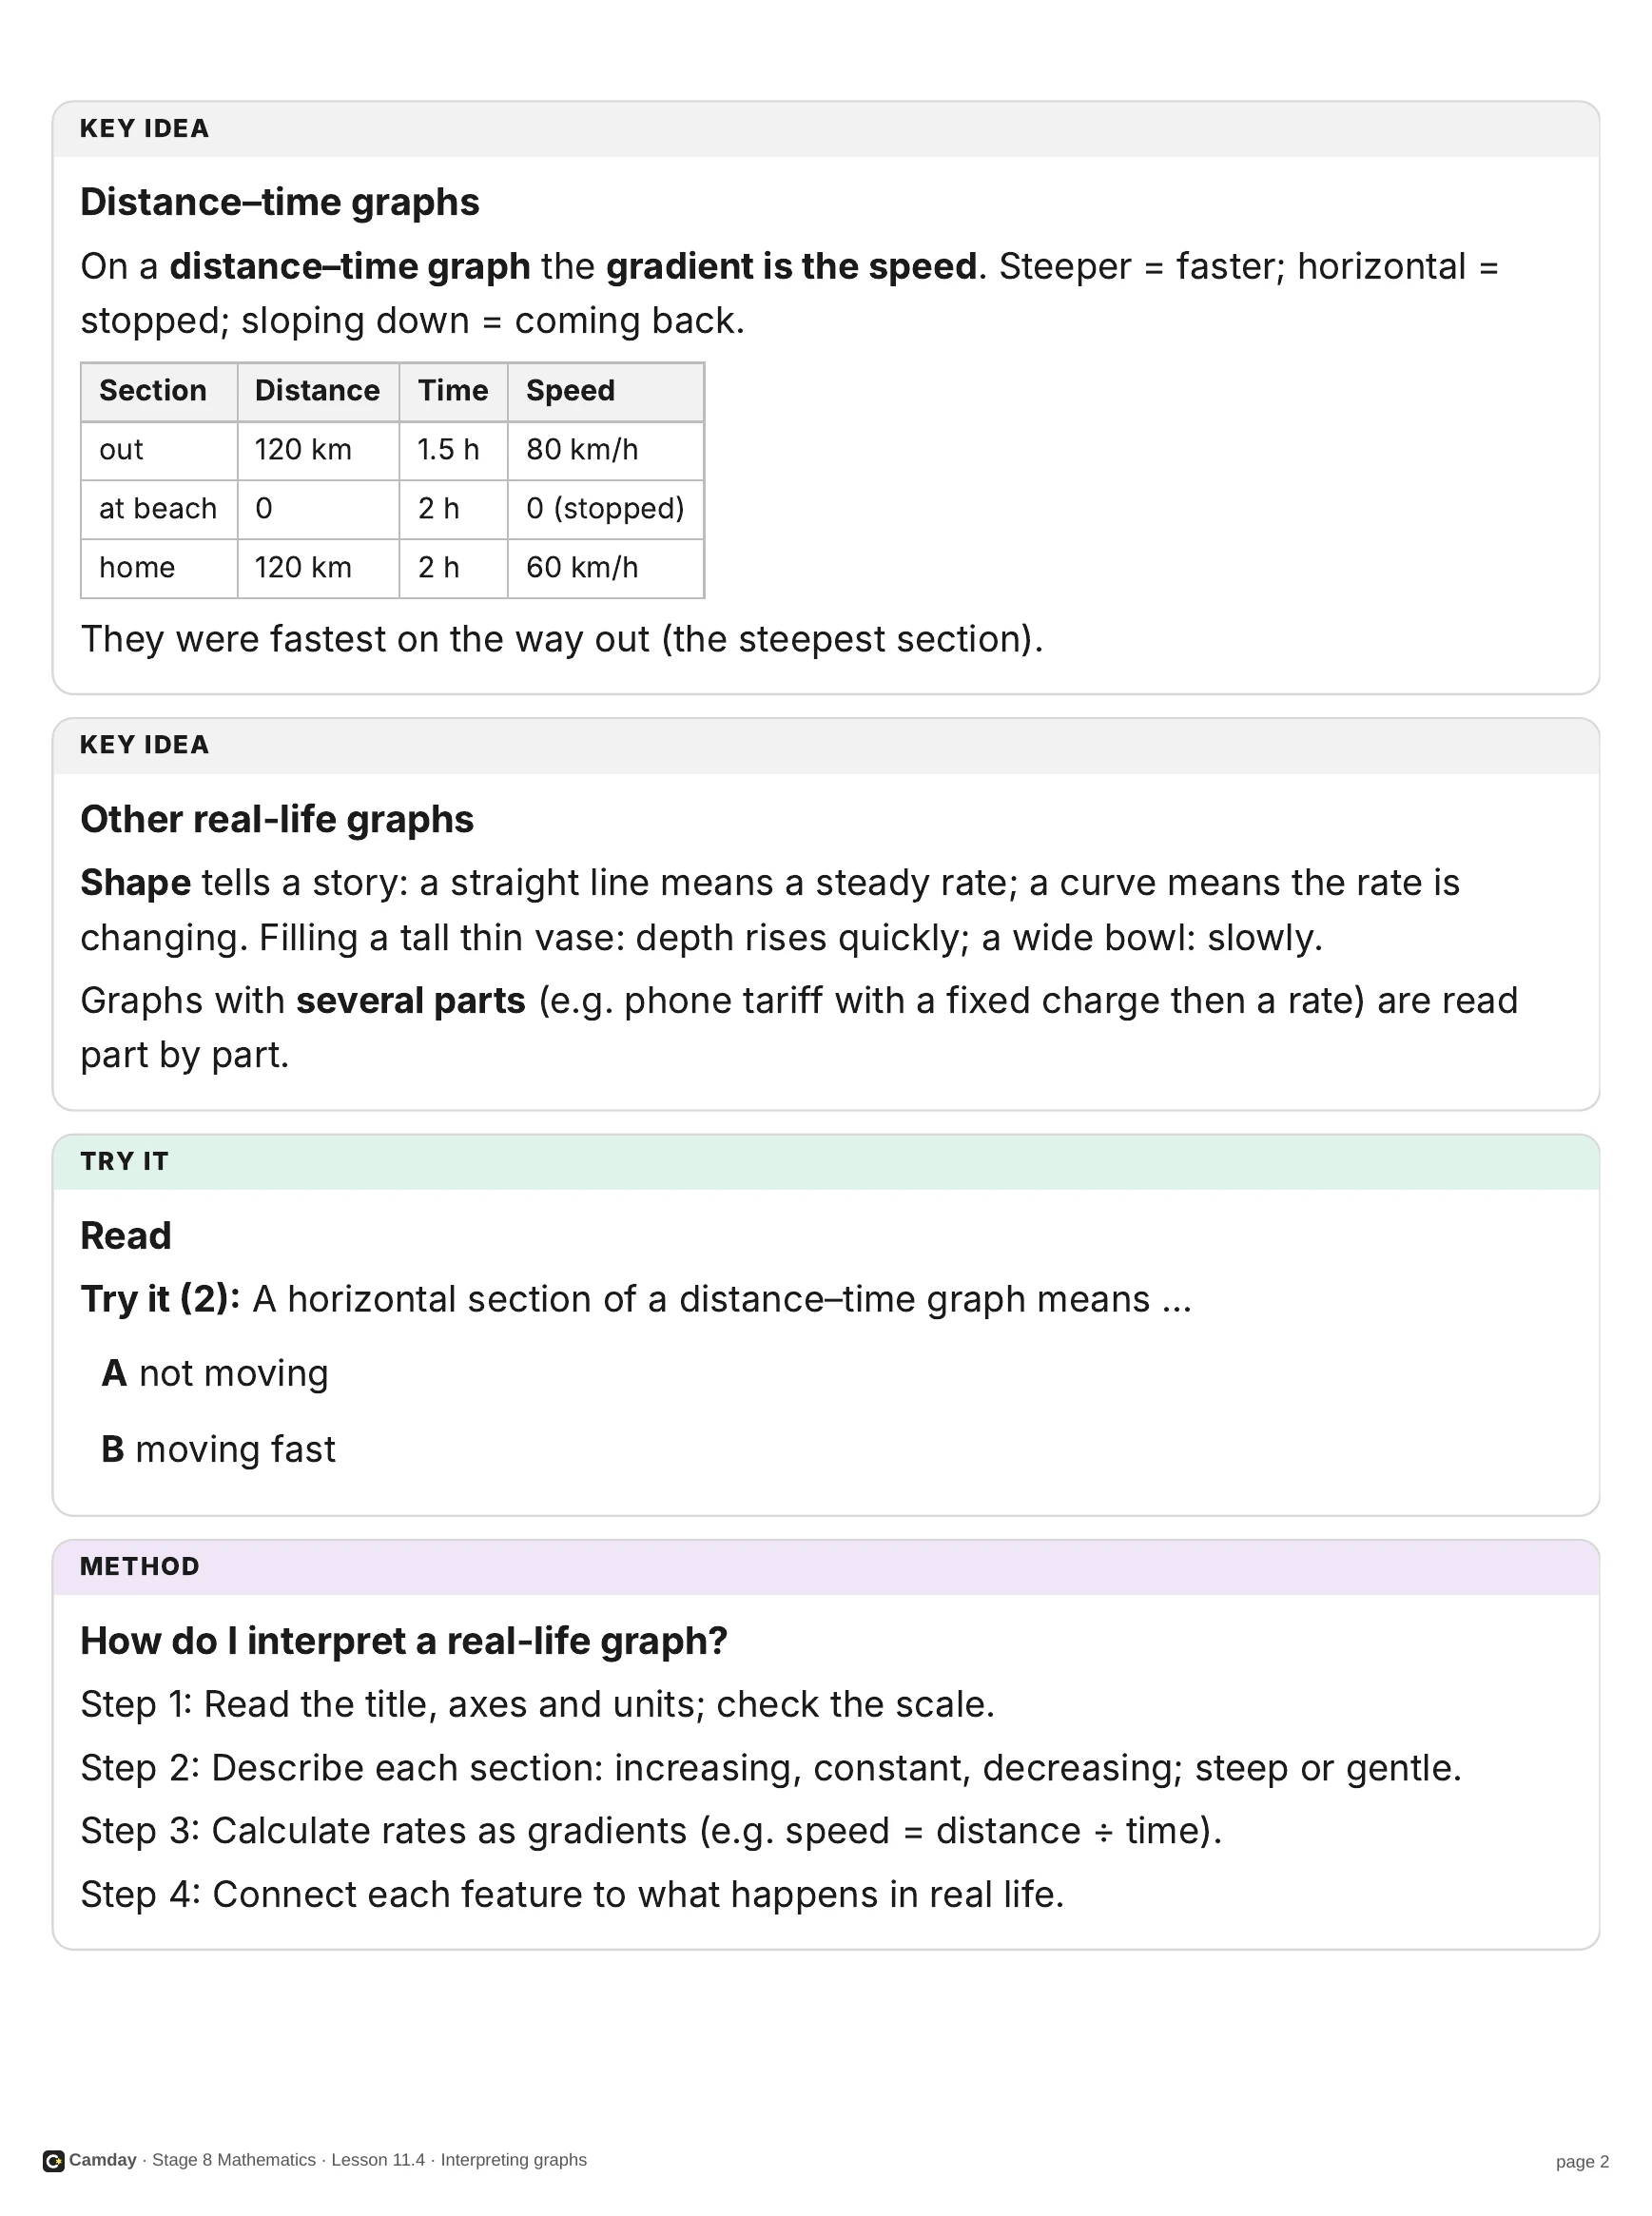 KEY IDEA
Distance–time graphs
On a distance–time graph the gradient is the speed. Steeper = faster; horizontal =
stopped; sloping down = coming back.
Section Distance Time Speed
out 120 km 1.5 h 80 km/h
at beach 0 2 h 0 (stopped)
home 120 km 2 h 60 km/h
They were fastest on the way out (the steepest section).
KEY IDEA
Other real-life graphs
Shape tells a story: a straight line means a steady rate; a curve means the rate is
changing. Filling a tall thin vase: depth rises quickly; a wide bowl: slowly.
Graphs with several parts (e.g. phone tariff with a fixed charge then a rate) are read
part by part.
TRY IT
Read
Try it (2): A horizontal section of a distance–time graph means …
A not moving
B moving fast
METHOD
How do I interpret a real-life graph?
Step 1: Read the title, axes and units; check the scale.
Step 2: Describe each section: increasing, constant, decreasing; steep or gentle.
Step 3: Calculate rates as gradients (e.g. speed = distance ÷ time).
Step 4: Connect each feature to what happens in real life.
Camday · Stage 8 Mathematics · Lesson 11.4 · Interpreting graphs page 2